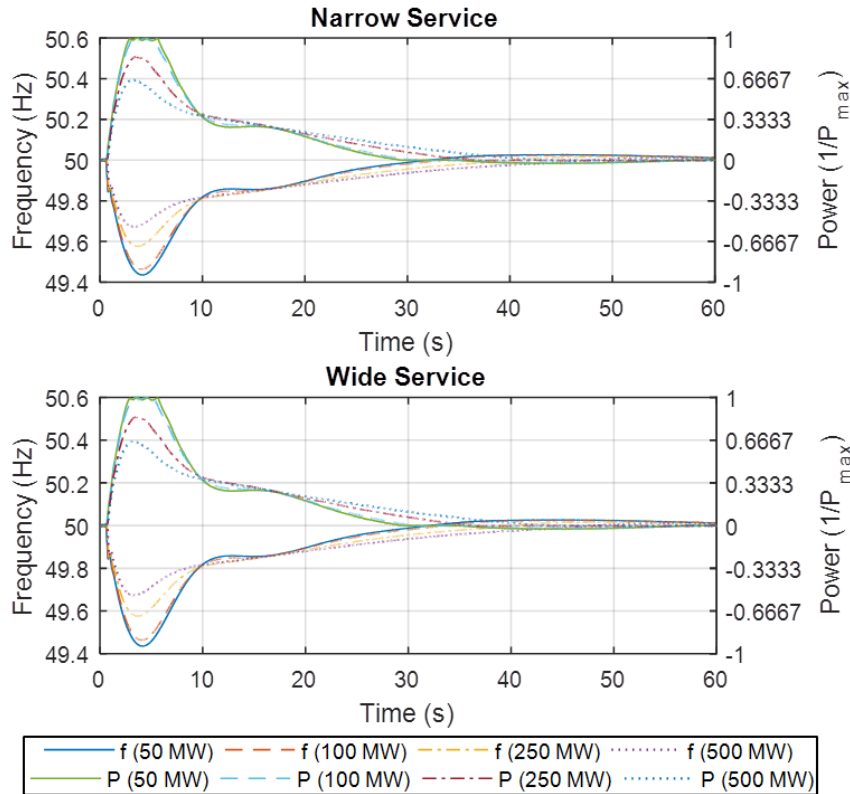 Narrow Service
Frequency (Hz)
50.6
50.4
50.2
50
49.8
49.6
49.4
1
0.6667
0.3333
0
-0.3333
-0.6667
-1
Power (1/P max)
0 10 20 30 40 50 60
Time (s)
Wide Service
Frequency (Hz)
50.6
50.4
50.2
50
49.8
49.6
49.4
1
0.6667
0.3333
0
-0.3333
-0.6667
-1
Power (1/P max)
0 10 20 30 40 50 60
Time (s)
f (50 MW) f (100 MW) f (250 MW) f (500 MW)
P (50 MW) P (100 MW) P (250 MW) P (500 MW)